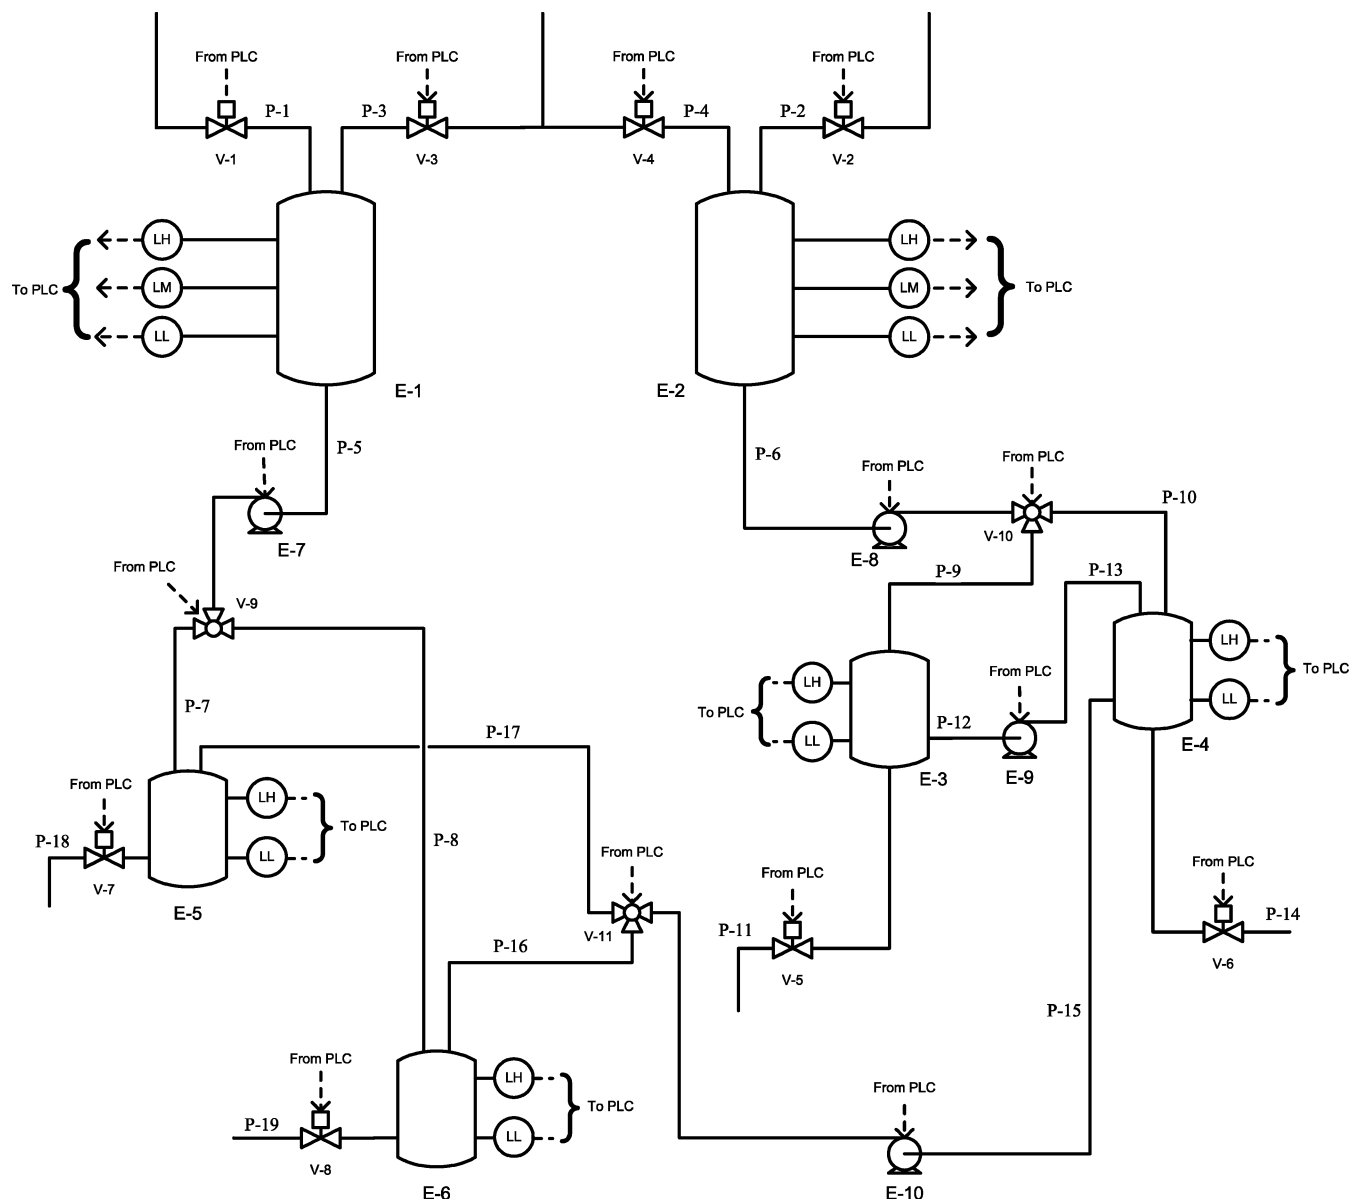 From PLC
From PLC
From PLC
From PLC
P-1
P-3
P-4
P-2
V-1
V-3
V-4
V-2
LH
LM
LL
To PLC
E-1
LH
LM
LL
To PLC
E-2
From PLC
P-5
E-7
P-6
From PLC
From PLC
P-10
V-10
E-8
From PLC
V-9
P-9
P-13
LH
LL
To PLC
E-4
From PLC
LH
LL
To PLC
P-12
E-3
E-9
P-7
P-17
From PLC
LH
LL
To PLC
P-18
V-7
E-5
P-8
From PLC
V-11
P-16
From PLC
P-11
V-5
From PLC
P-14
V-6
P-15
From PLC
LH
LL
To PLC
P-19
V-8
E-6
From PLC
E-10